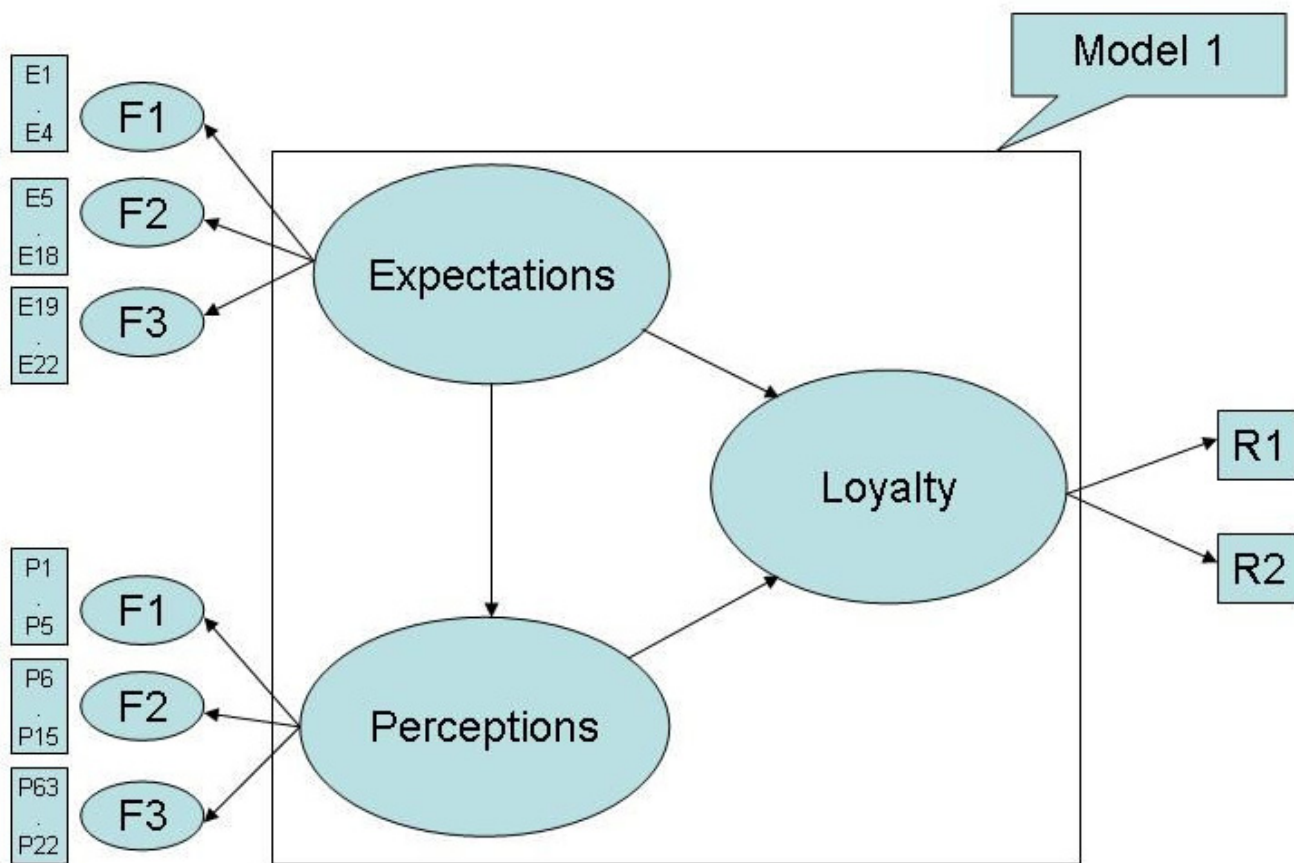 Model 1
E1
.
E4
F1
E5
.
E18
F2
E19
.
E22
F3
Expectations
Loyalty
R1
R2
P1
.
P5
F1
P6
.
P15
F2
P63
.
P22
F3
Perceptions